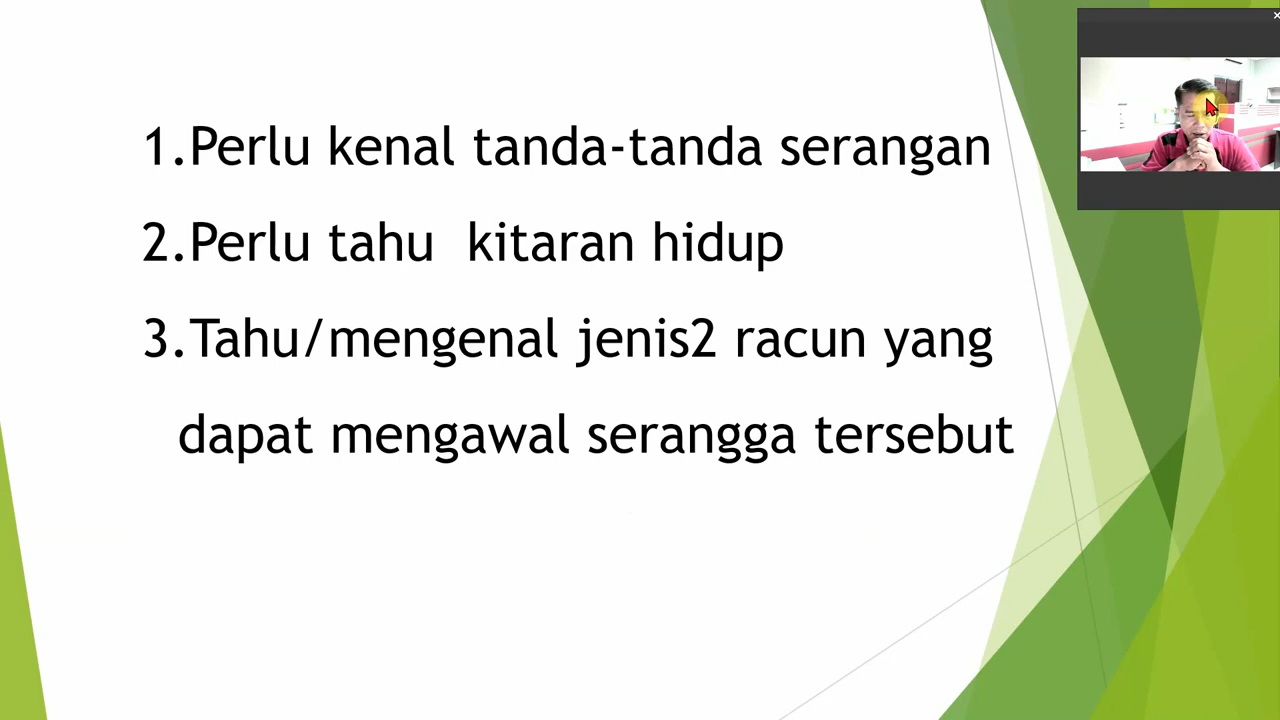 1.Perlu kenal tanda-tanda serangan
2.Perlu tahu kitaran hidup
3.Tahu/mengenal jenis2 racun yang
dapat mengawal serangga tersebut